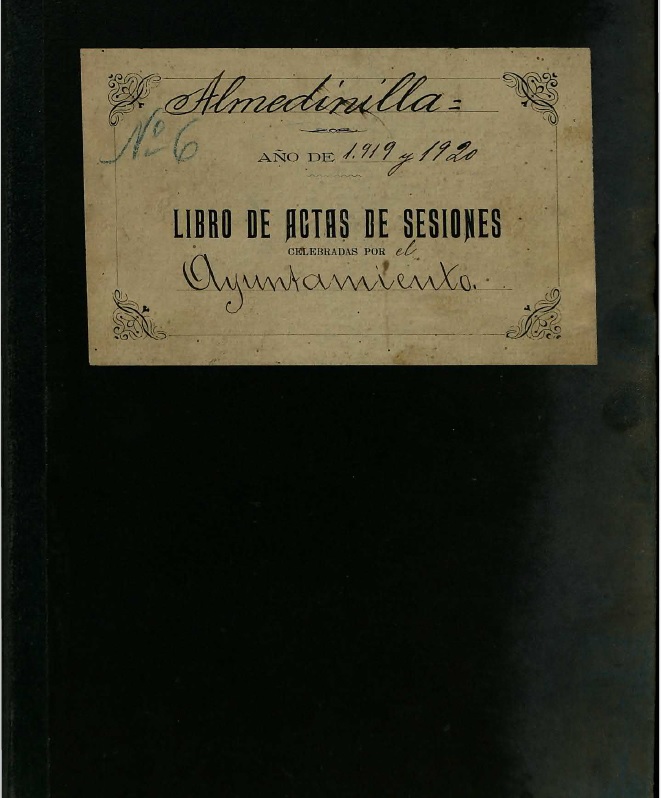 Almedinilla=
Nº 6
AÑO DE 1.919 y 1920
LIBRO DE ACTAS DE SESIONES
CELEBRADAS POR el
Ayuntamiento.